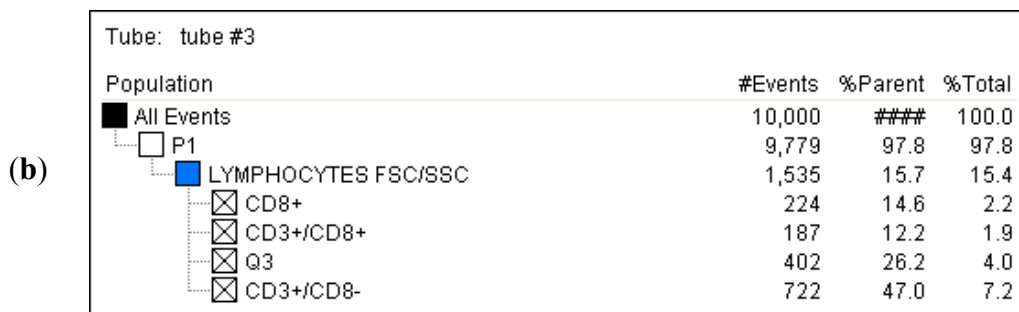 Tube: tube #3
Population #Events %Parent %Total
All Events 10,000 #### 100.0
P1 9,779 97.8 97.8
(b)
LYMPHOCYTES FSC/SSC 1,535 15.7 15.4
CD8+ 224 14.6 2.2
CD3+/CD8+ 187 12.2 1.9
Q3 402 26.2 4.0
CD3+/CD8- 722 47.0 7.2